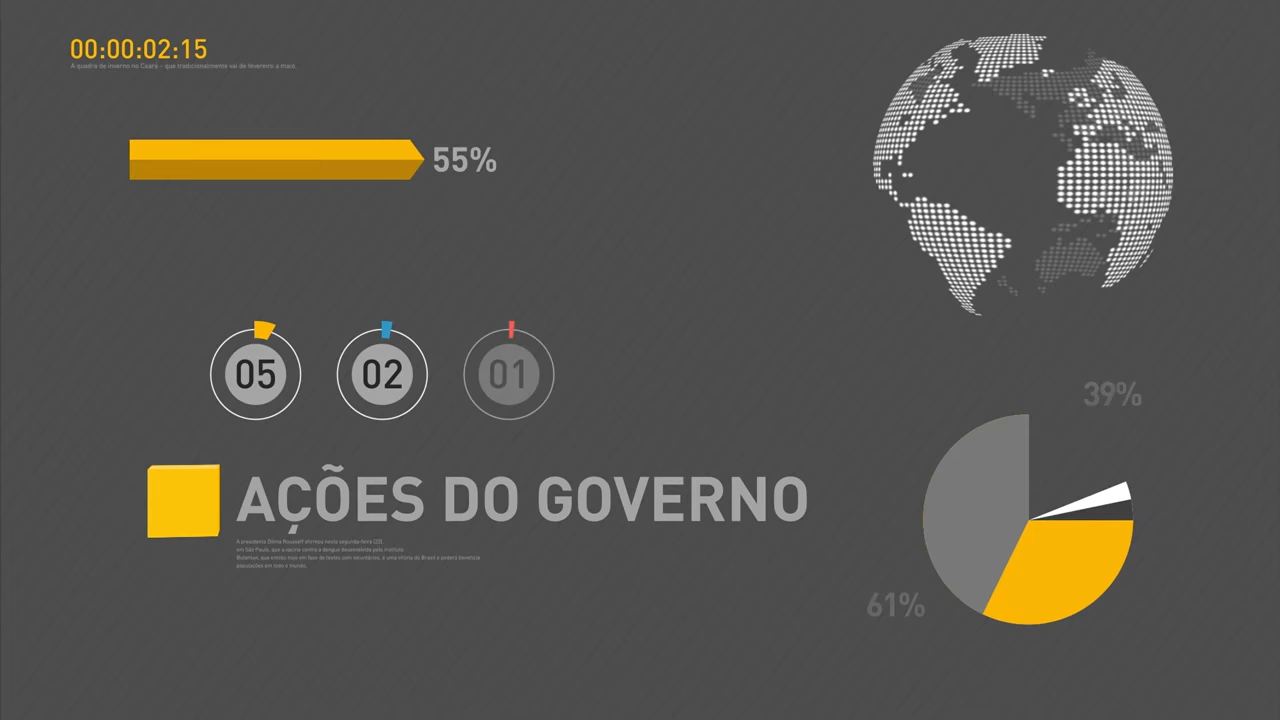 00:00:02:15
A quadra de inverno no Ceara – que tradicionalmente vai de fevereiro a maio.
55%
05
02
01
39%
AÇÕES DO GOVERNO
A presidenta Dilma Rousseff afirmou nesta segunda-feira (22),
em São Paulo, que a vacina contra a dengue desenvolvida pelo Instituto
Butantan, que entrou hoje em fase de testes com voluntários, é uma vitória do Brasil e poderá beneficiar
populações em todo o mundo.
61%